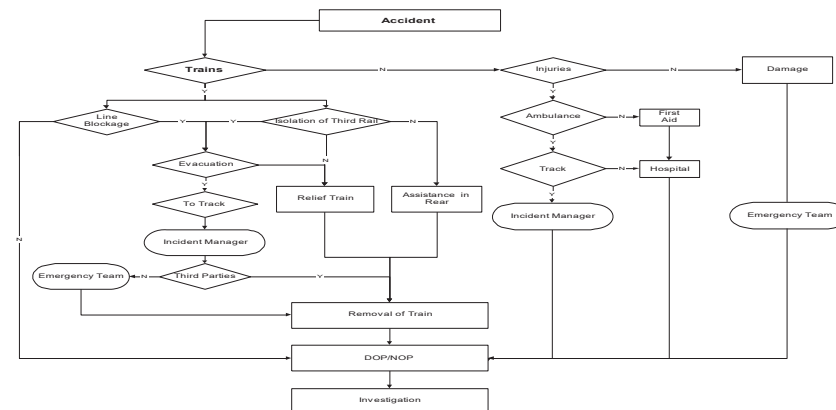 Accident
Trains
N
Injuries
N
Damage
Y
Y
Line
Blockage
Y
Y
Isolation of Third Rail
N
Ambulance
N
First
Aid
N
Y
Evacuation
Track
N
Hospital
Y
To Track
Relief Train
Assistance in
Rear
Y
Incident Manager
Emergency Team
N
Incident Manager
Emergency Team
N
Third Parties
Y
Removal of Train
DOP/NOP
Investigation